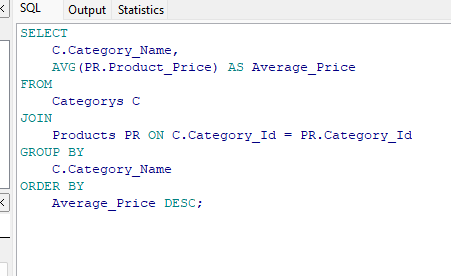 SQL Output Statistics
SELECT
C.Category_Name,
AVG(PR.Product_Price) AS Average_Price
FROM
Categorys C
JOIN
Products PR ON C.Category_Id = PR.Category_Id
GROUP BY
C.Category_Name
ORDER BY
Average_Price DESC;